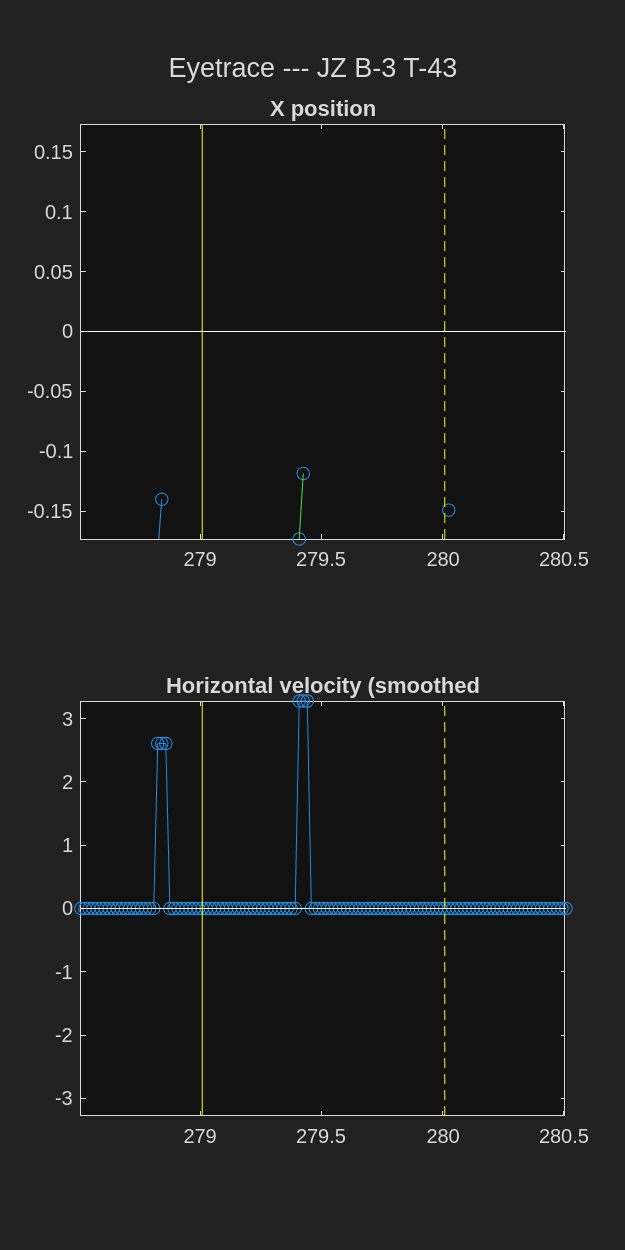 Eyetrace --- JZ B-3 T-43
X position
0.15
0.1
0.05
0
-0.05
-0.1
-0.15
279 279.5 280 280.5
Horizontal velocity (smoothed
3
2
1
0
-1
-2
-3
279 279.5 280 280.5